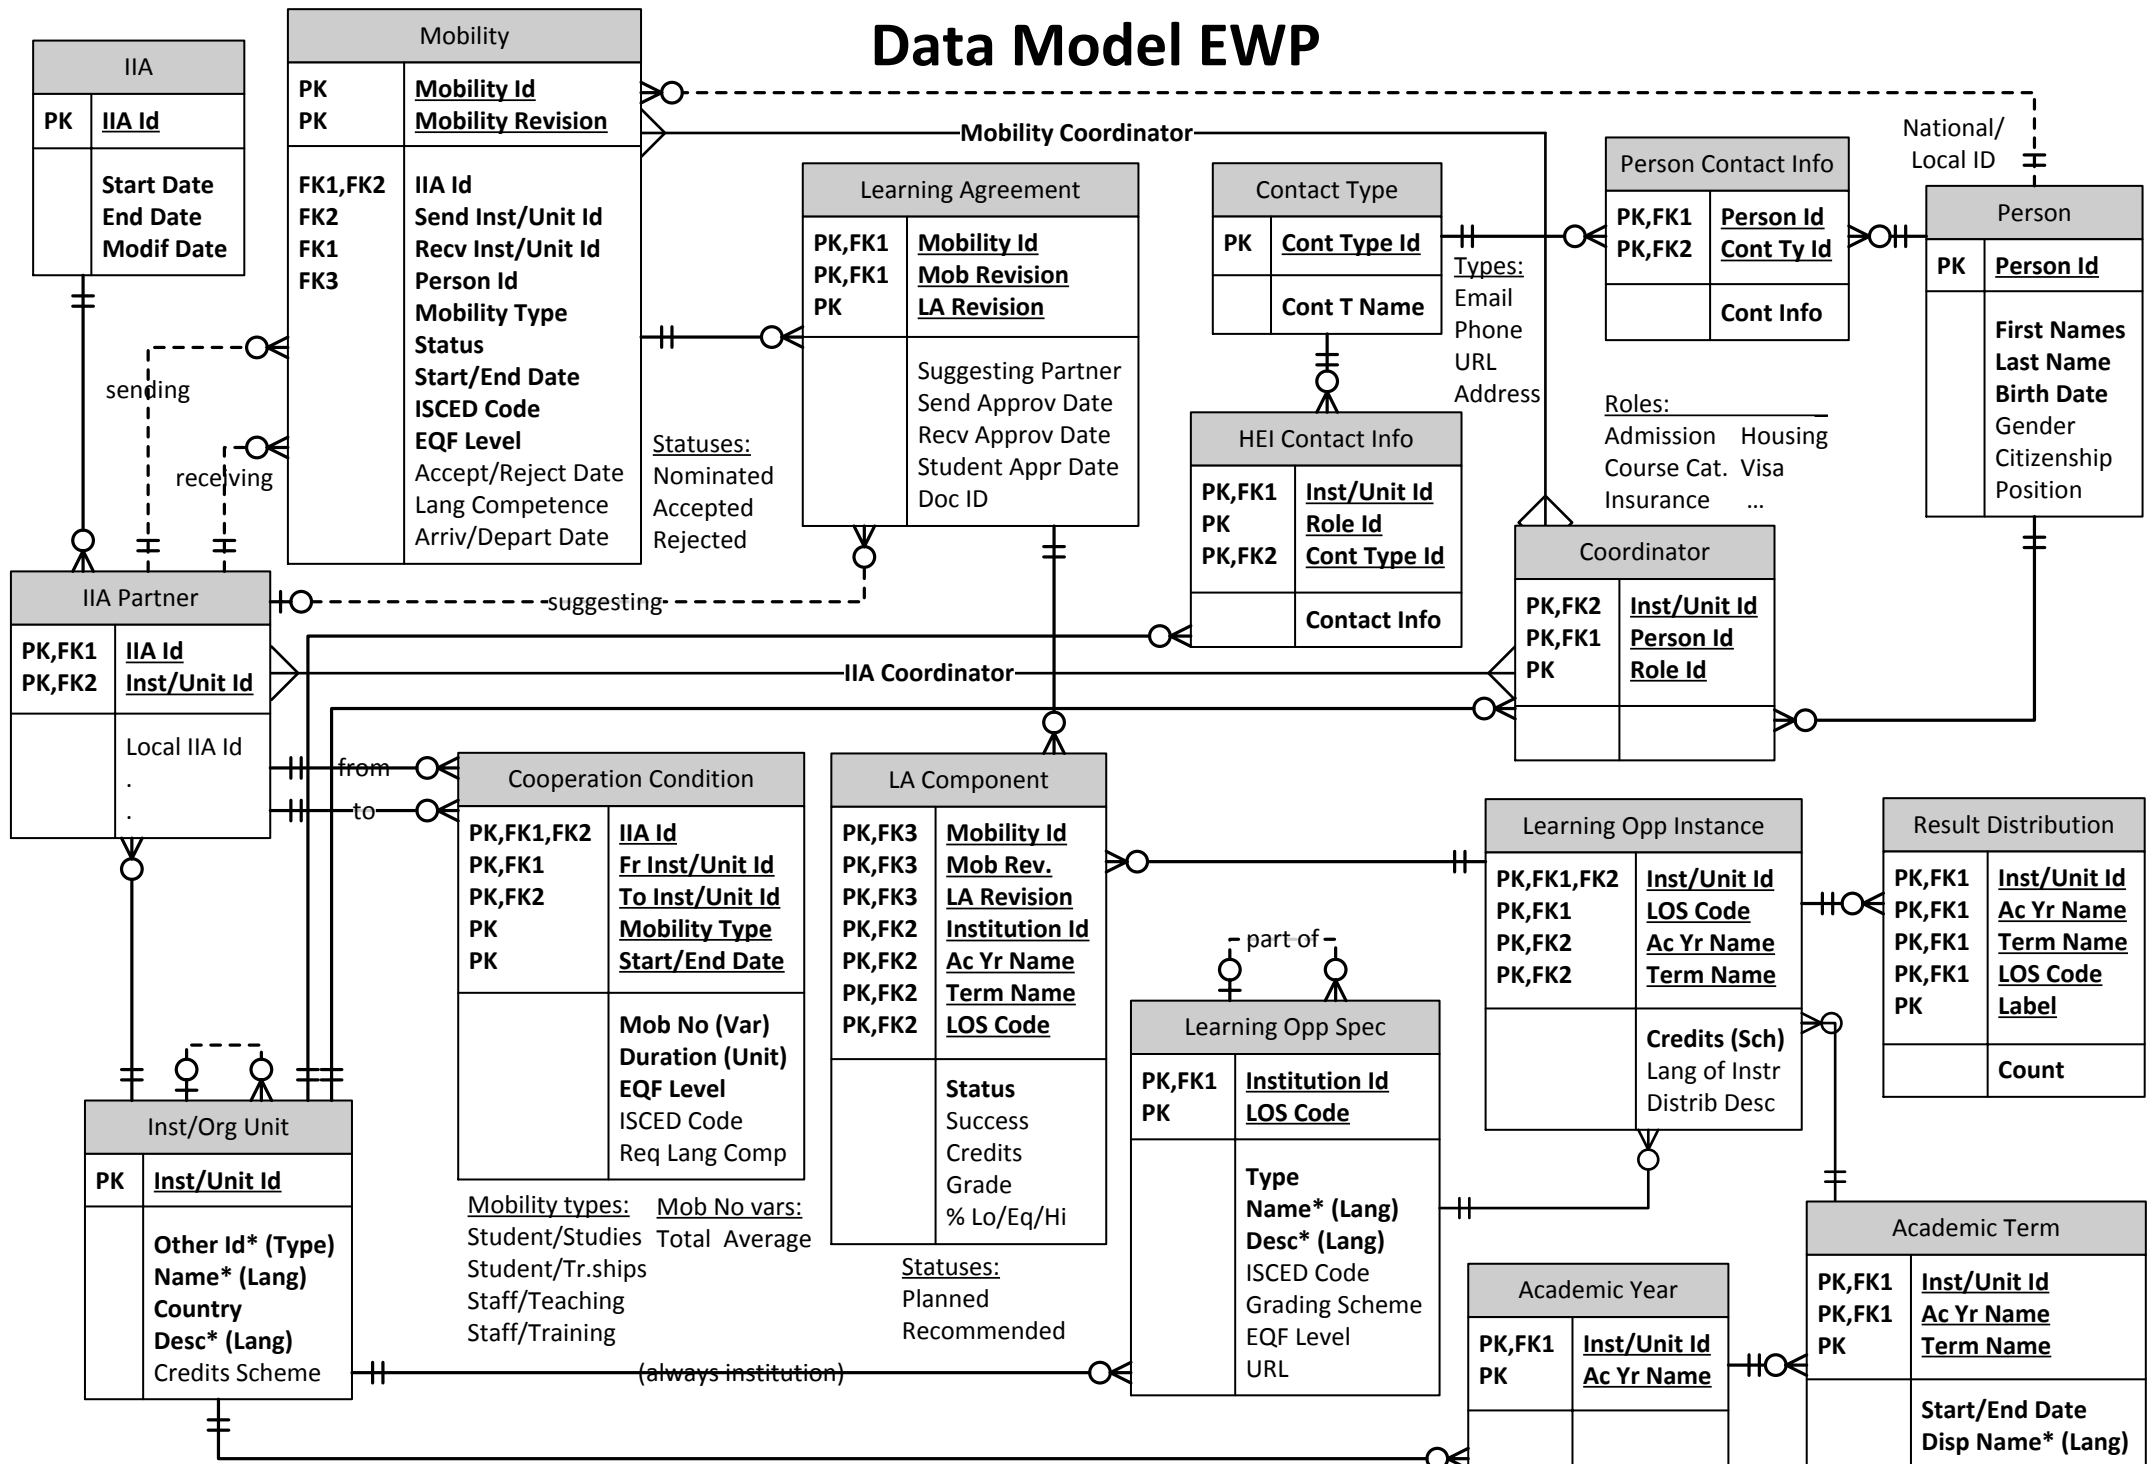 Data Model EWP
IIA
PK IIA Id
Start Date
End Date
Modif Date
Mobility
PK Mobility Id
PK Mobility Revision
FK1,FK2 IIA Id
FK2 Send Inst/Unit Id
FK1 Recv Inst/Unit Id
FK3 Person Id
Mobility Type
Status
Start/End Date
ISCED Code
EQF Level
Accept/Reject Date
Lang Competence
Arriv/Depart Date
Mobility Coordinator
National/
Local ID
Learning Agreement
PK,FK1 Mobility Id
PK,FK1 Mob Revision
PK LA Revision
Suggesting Partner
Send Approv Date
Recv Approv Date
Student Appr Date
Doc ID
Contact Type
PK Cont Type Id
Cont T Name
Types:
Email
Phone
URL
Address
Person Contact Info
PK,FK1 Person Id
PK,FK2 Cont Ty Id
Cont Info
Person
PK Person Id
First Names
Last Name
Birth Date
Gender
Citizenship
Position
sending
receiving
Statuses:
Nominated
Accepted
Rejected
HEI Contact Info
PK,FK1 Inst/Unit Id
PK Role Id
PK,FK2 Cont Type Id
Contact Info
Roles:
Admission Housing
Course Cat. Visa
Insurance ...
Coordinator
PK,FK2 Inst/Unit Id
PK,FK1 Person Id
PK Role Id
IIA Partner
PK,FK1 IIA Id
PK,FK2 Inst/Unit Id
Local IIA Id
.
.
suggesting
IIA Coordinator
from
to
Cooperation Condition
PK,FK1,FK2 IIA Id
PK,FK1 Fr Inst/Unit Id
PK,FK2 To Inst/Unit Id
PK Mobility Type
PK Start/End Date
Mob No (Var)
Duration (Unit)
EQF Level
ISCED Code
Req Lang Comp
Mobility types:
Student/Studies
Student/Tr.ships
Staff/Teaching
Staff/Training
Mob No vars:
Total Average
LA Component
PK,FK3 Mobility Id
PK,FK3 Mob Rev.
PK,FK3 LA Revision
PK,FK2 Institution Id
PK,FK2 Ac Yr Name
PK,FK2 Term Name
PK,FK2 LOS Code
Status
Success
Credits
Grade
% Lo/Eq/Hi
Statuses:
Planned
Recommended
part of
Learning Opp Spec
PK,FK1 Institution Id
PK LOS Code
Type
Name* (Lang)
Desc* (Lang)
ISCED Code
Grading Scheme
EQF Level
URL
Learning Opp Instance
PK,FK1,FK2 Inst/Unit Id
PK,FK1 LOS Code
PK,FK2 Ac Yr Name
PK,FK2 Term Name
Credits (Sch)
Lang of Instr
Distrib Desc
Result Distribution
PK,FK1 Inst/Unit Id
PK,FK1 Ac Yr Name
PK,FK1 Term Name
PK,FK1 LOS Code
PK Label
Count
Inst/Org Unit
PK Inst/Unit Id
Other Id* (Type)
Name* (Lang)
Country
Desc* (Lang)
Credits Scheme
(always institution)
Academic Year
PK,FK1 Inst/Unit Id
PK Ac Yr Name
Academic Term
PK,FK1 Inst/Unit Id
PK,FK1 Ac Yr Name
PK Term Name
Start/End Date
Disp Name* (Lang)